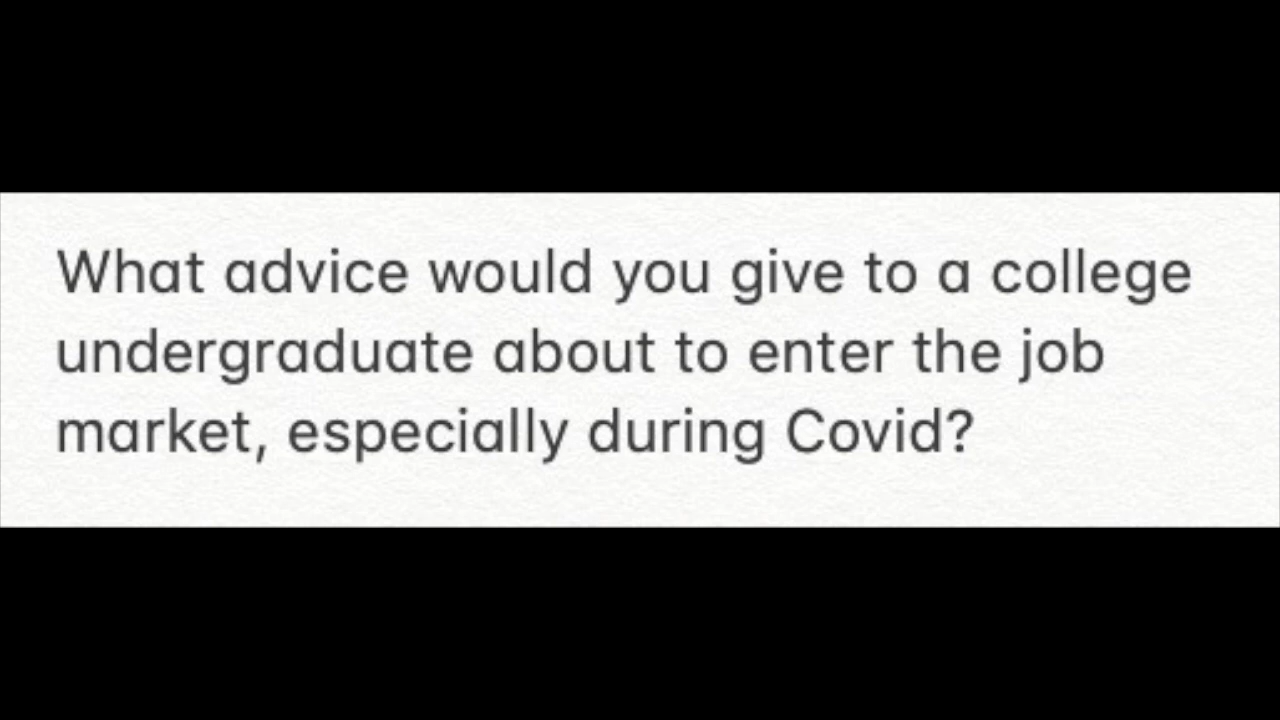 What advice would you give to a college
undergraduate about to enter the job
market, especially during Covid?